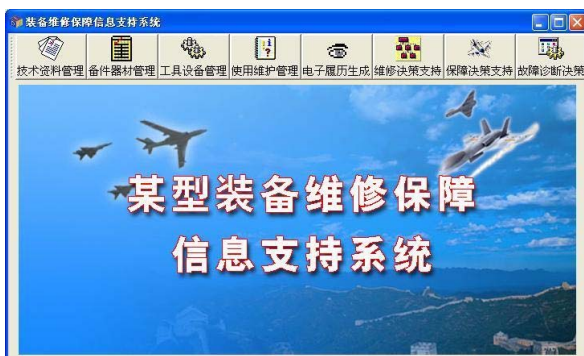 装备维修保障信息支持系统
技术资料管理 备件器材管理 工具设备管理 使用维护管理 电子履历生成 维修决策支持 保障决策支持 故障诊断决策
某型装备维修保障
信息支持系统